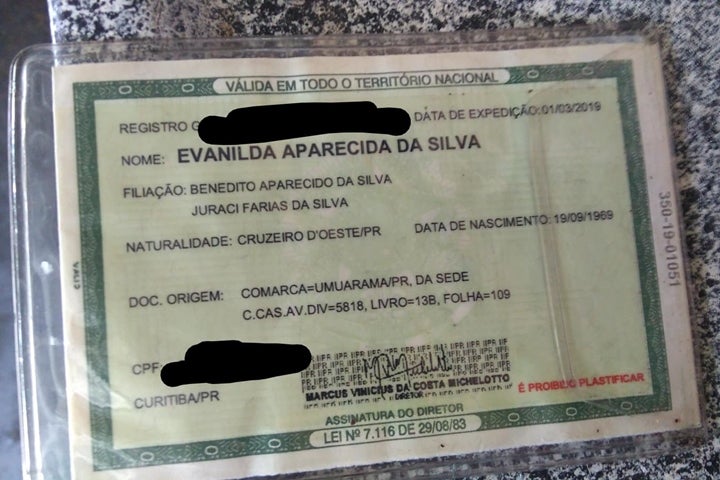 VÁLIDA EM TODO O TERRITÓRIO NACIONAL
REGISTRO G DATA DE EXPEDIÇÃO: 01/03/2019
NOME: EVANILDA APARECIDA DA SILVA
FILIAÇÃO: BENEDITO APARECIDO DA SILVA
JURACI FARIAS DA SILVA
NATURALIDADE: CRUZEIRO D'OESTE/PR DATA DE NASCIMENTO: 19/09/1969
DOC. ORIGEM: COMARCA=UMUARAMA/PR, DA SEDE
C.CAS.AV.DIV=5818, LIVRO=13B, FOLHA=109
CPF:
CURITIBA/PR
MARCUS VINICIUS DA COSTA MICHELOTTO
DIRETOR
É PROIBIDO PLASTIFICAR
ASSINATURA DO DIRETOR
LEI Nº 7.116 DE 29/08/83
350-19-01051